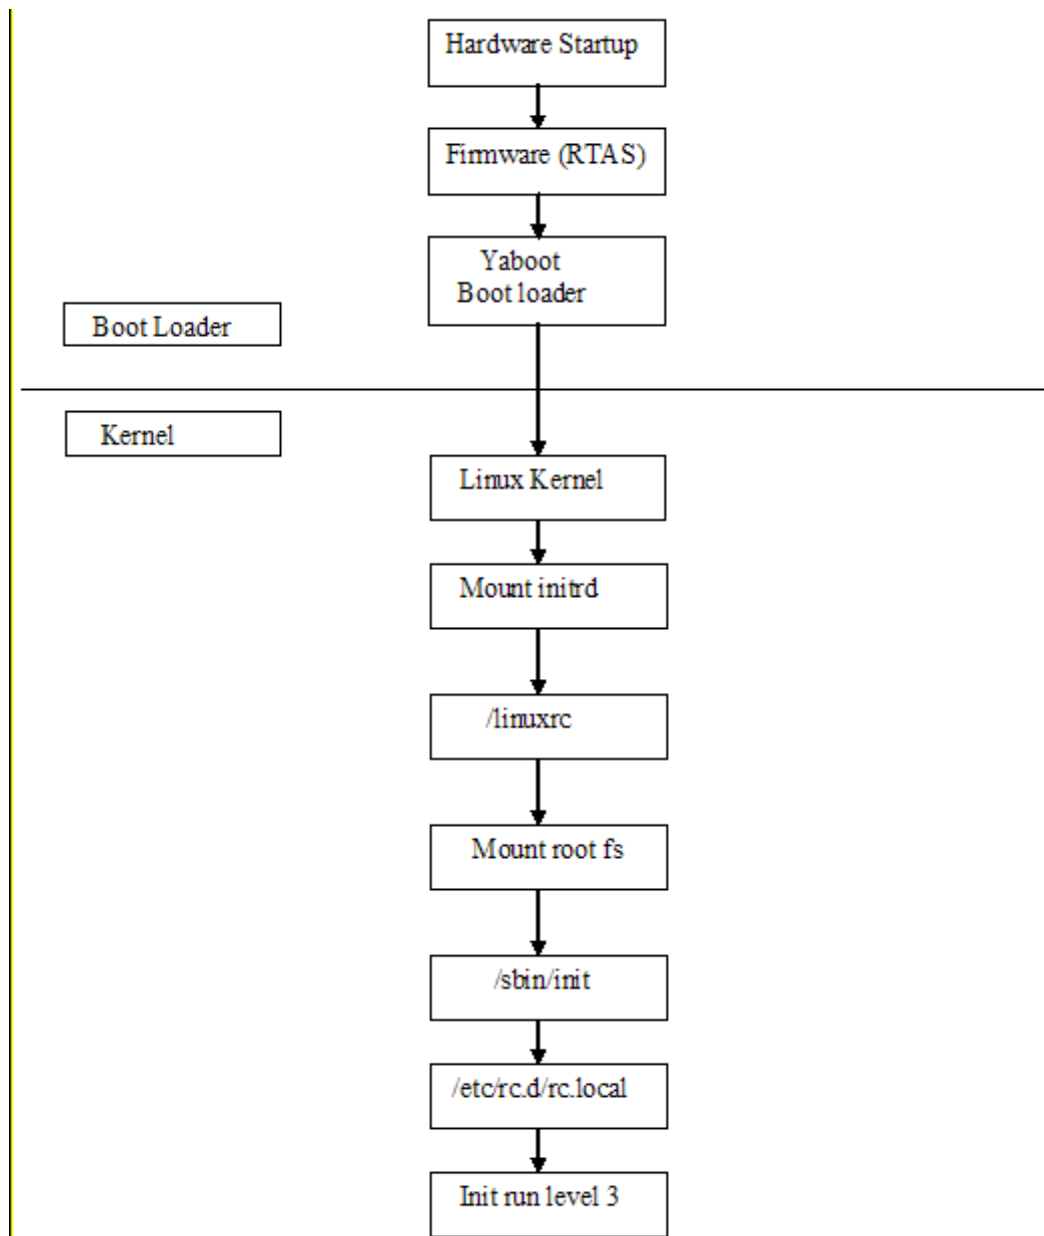 Hardware Startup
Firmware (RTAS)
Yaboot
Boot loader
Boot Loader
Kernel
Linux Kernel
Mount initrd
/linuxrc
Mount root fs
/sbin/init
/etc/rc.d/rc.local
Init run level 3